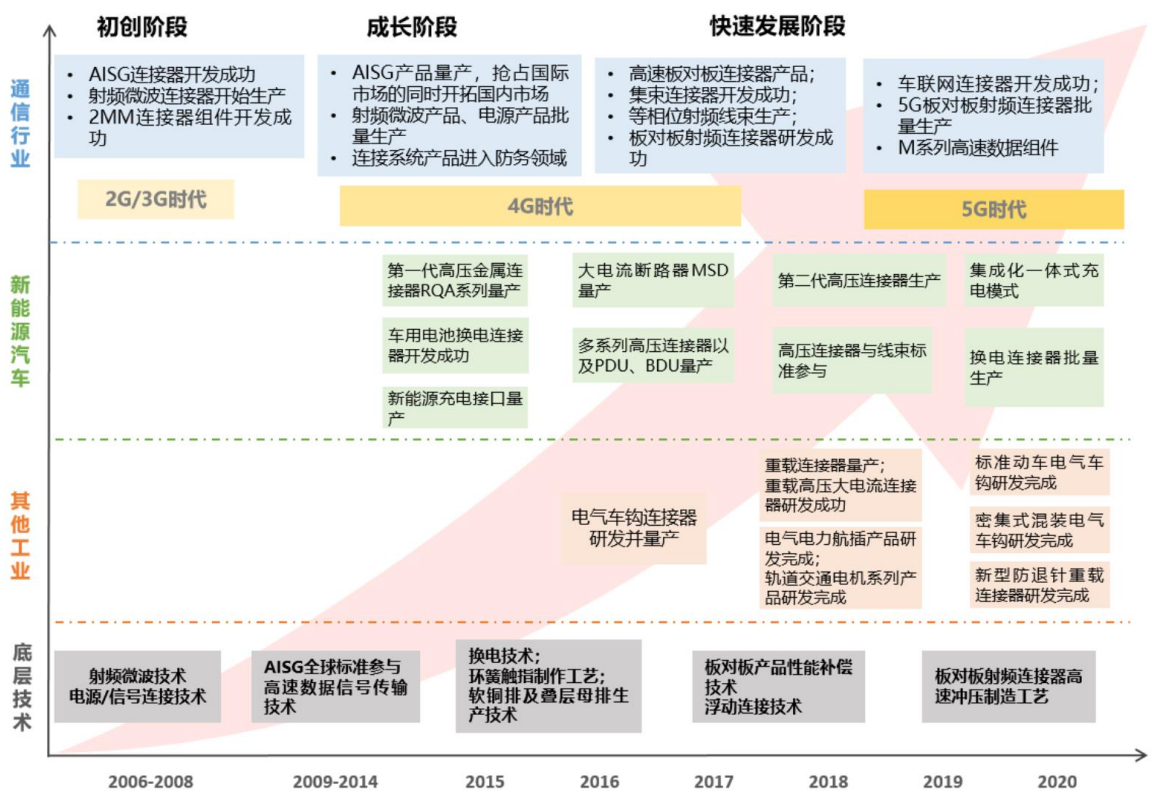 初创阶段
成长阶段
快速发展阶段
通信行业
• AISG连接器开发成功
• 射频微波连接器开始生产
• 2MM连接器组件开发成
功
• AISG产品量产，抢占国际
市场的同时开拓国内市场
• 射频微波产品、电源产品批
量生产
• 连接系统产品进入防务领域
• 高速板对板连接器产品；
• 集束连接器开发成功；
• 等相位射频线束生产；
• 板对板射频连接器研发成
功
• 车联网连接器开发成功；
• 5G板对板射频连接器批
量生产
• M系列高速数据组件
2G/3G时代
4G时代
5G时代
新能源汽车
第一代高压金属连
接器RQA系列量产
车用电池换电连接
器开发成功
新能源充电接口量
产
大电流断路器MSD
量产
多系列高压连接器以
及PDU、BDU量产
第二代高压连接器生产
高压连接器与线束标
准参与
集成化一体式充
电模式
换电连接器批量
生产
其他工业
电气车钩连接器
研发并量产
重载连接器量产；
重载高压大电流连接
器研发成功
电气电力航插产品研
发完成；
轨道交通电机系列产
品研发完成
标准动车电气车
钩研发完成
密集式混装电气
车钩研发完成
新型防退针重载
连接器研发完成
底层技术
射频微波技术
电源/信号连接技术
AISG全球标准参与
高速数据信号传输
技术
换电技术；
环簧触指制作工艺；
软铜排及叠层母排生
产技术
板对板产品性能补偿
技术
浮动连接技术
板对板射频连接器高
速冲压制造工艺
2006-2008
2009-2014
2015
2016
2017
2018
2019
2020